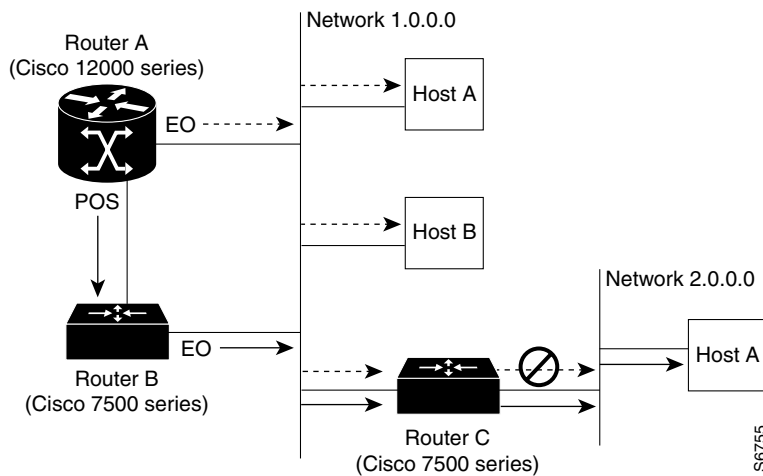 Network 1.0.0.0
Router A
(Cisco 12000 series)
EO
Host A
POS
Host B
Network 2.0.0.0
EO
Host A
Router B
(Cisco 7500 series)
Router C
(Cisco 7500 series)
S6755